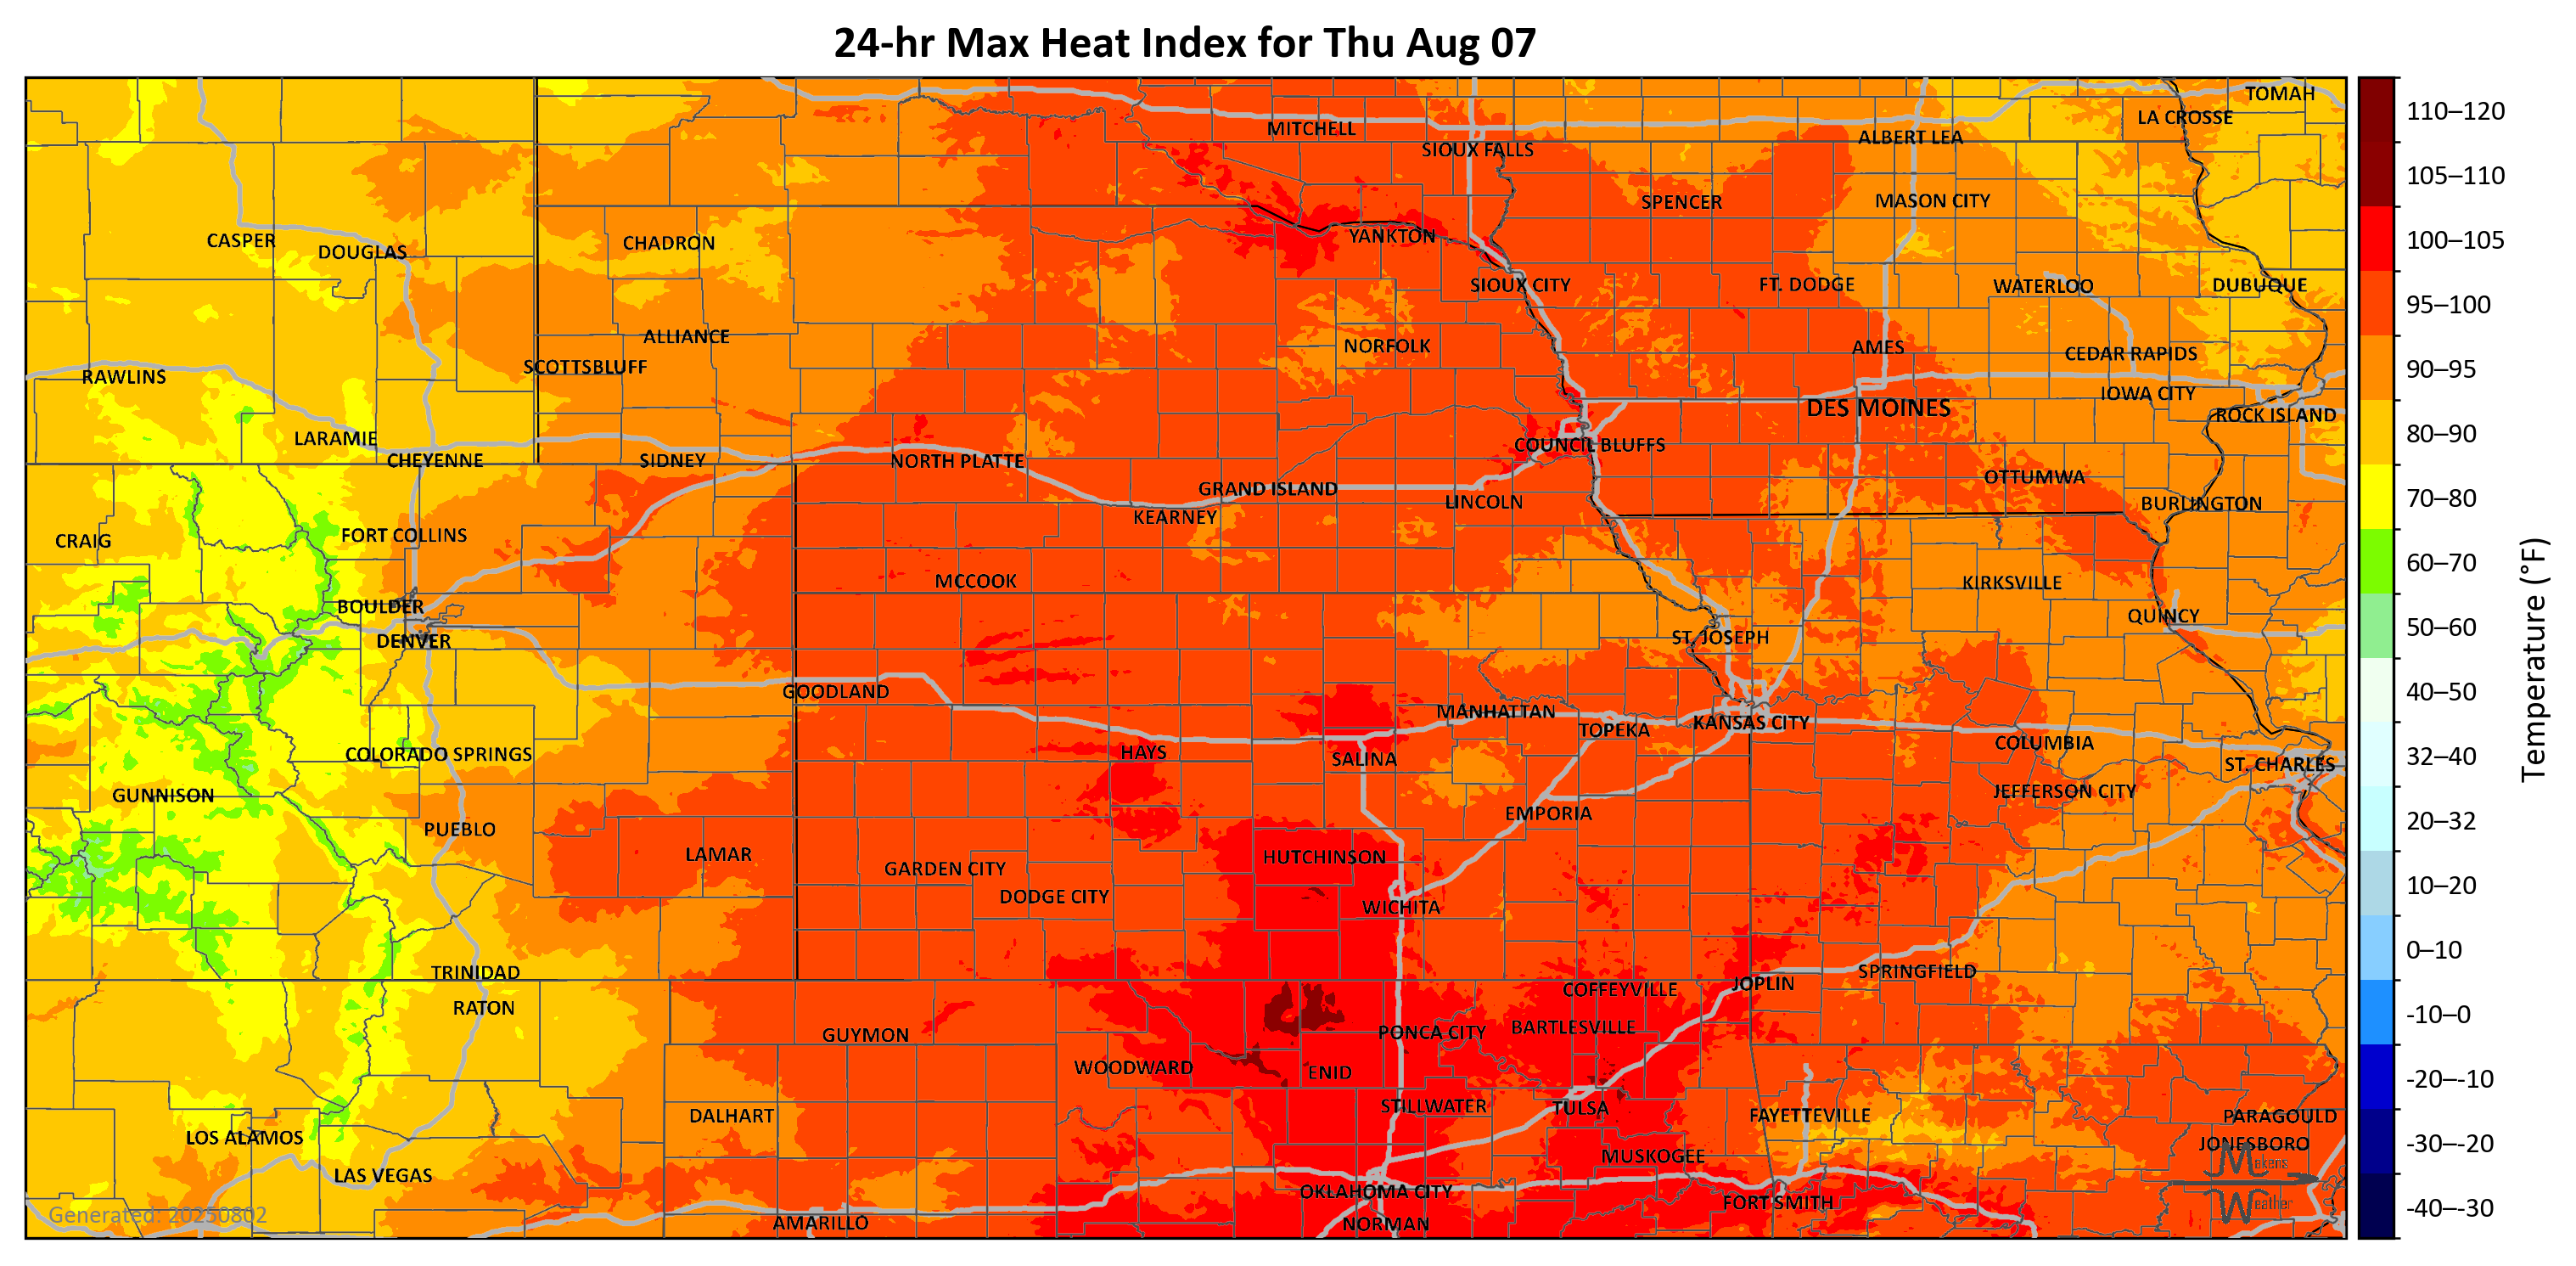 24-hr Max Heat Index for Thu Aug 07
TOMAH
LA CROSSE
MITCHELL
ALBERT LEA
SIOUX FALLS
SPENCER
MASON CITY
CASPER
DOUGLAS
CHADRON
YANKTON
SIOUX CITY
FT. DODGE
WATERLOO
DUBUQUE
ALLIANCE
NORFOLK
AMES
CEDAR RAPIDS
SCOTTSBLUFF
RAWLINS
IOWA CITY
DES MOINES
ROCK ISLAND
LARAMIE
COUNCIL BLUFFS
CHEYENNE
SIDNEY
NORTH PLATTE
OTTUMWA
GRAND ISLAND
LINCOLN
BURLINGTON
KEARNEY
CRAIG
FORT COLLINS
MCCOOK
KIRKSVILLE
BOULDER
QUINCY
DENVER
ST. JOSEPH
GOODLAND
MANHATTAN
TOPEKA
KANSAS CITY
COLUMBIA
COLORADO SPRINGS
HAYS
SALINA
ST. CHARLES
GUNNISON
JEFFERSON CITY
EMPORIA
PUEBLO
LAMAR
HUTCHINSON
GARDEN CITY
DODGE CITY
WICHITA
TRINIDAD
SPRINGFIELD
JOPLIN
COFFEYVILLE
RATON
GUYMON
PONCA CITY
BARTLESVILLE
WOODWARD
ENID
STILLWATER
TULSA
DALHART
FAYETTEVILLE
PARAGOULD
LOS ALAMOS
JONESBORO
MUSKOGEE
LAS VEGAS
OKLAHOMA CITY
FORT SMITH
AMARILLO
NORMAN
Generated: 20250802
Makens
Weather
110–120
105–110
100–105
95–100
90–95
80–90
70–80
60–70
50–60
40–50
32–40
20–32
10–20
0–10
-10–0
-20–-10
-30–-20
-40–-30
Temperature (°F)